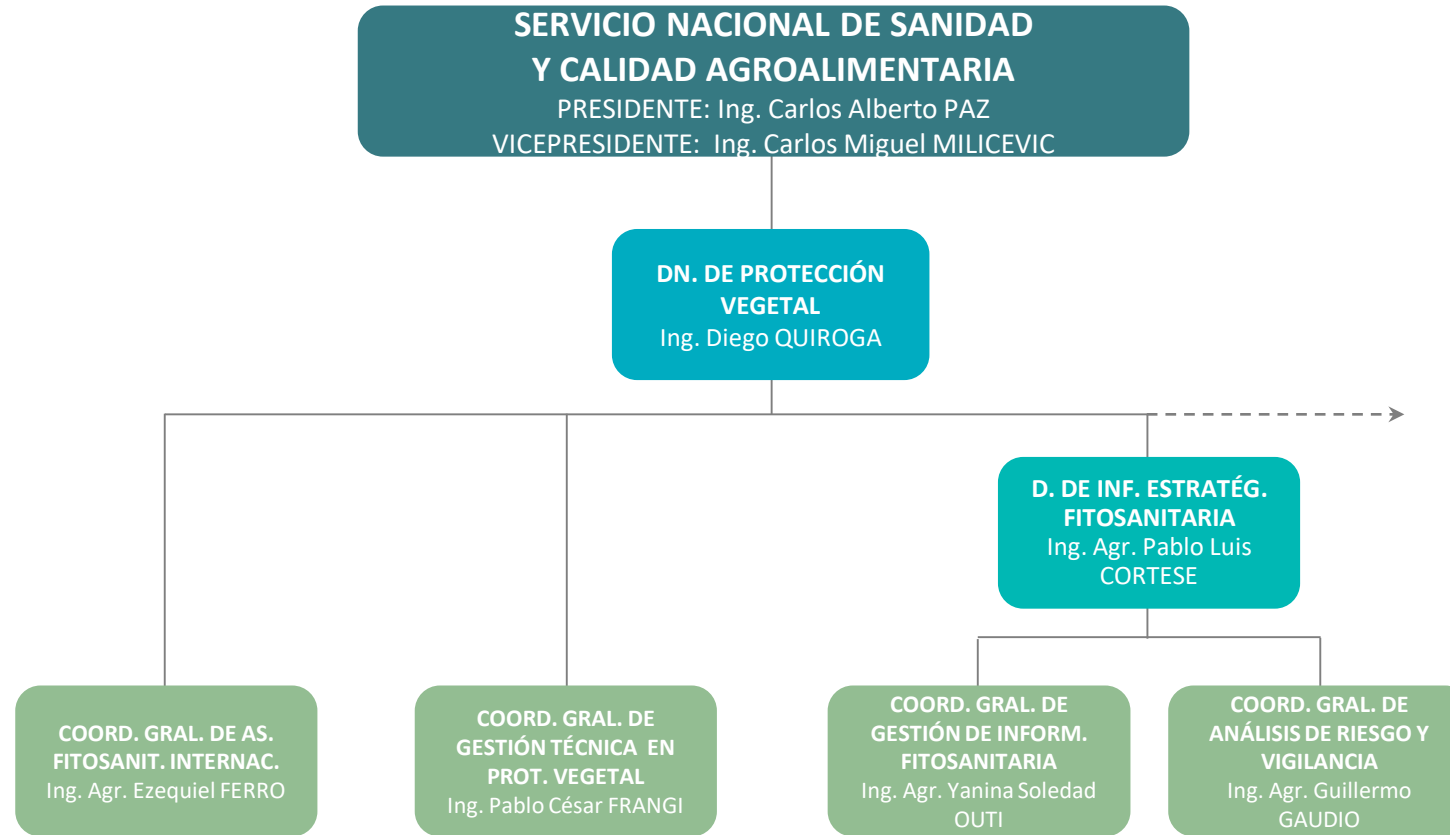 SERVICIO NACIONAL DE SANIDAD
Y CALIDAD AGROALIMENTARIA
PRESIDENTE: Ing. Carlos Alberto PAZ
VICEPRESIDENTE: Ing. Carlos Miguel MILICEVIC
DN. DE PROTECCIÓN
VEGETAL
Ing. Diego QUIROGA
D. DE INF. ESTRATÉG.
FITOSANITARIA
Ing. Agr. Pablo Luis
CORTESE
COORD. GRAL. DE AS.
FITOSANIT. INTERNAC.
Ing. Agr. Ezequiel FERRO
COORD. GRAL. DE
GESTIÓN TÉCNICA EN
PROT. VEGETAL
Ing. Pablo César FRANGI
COORD. GRAL. DE
GESTIÓN DE INFORM.
FITOSANITARIA
Ing. Agr. Yanina Soledad
OUTI
COORD. GRAL. DE
ANÁLISIS DE RIESGO Y
VIGILANCIA
Ing. Agr. Guillermo
GAUDIO